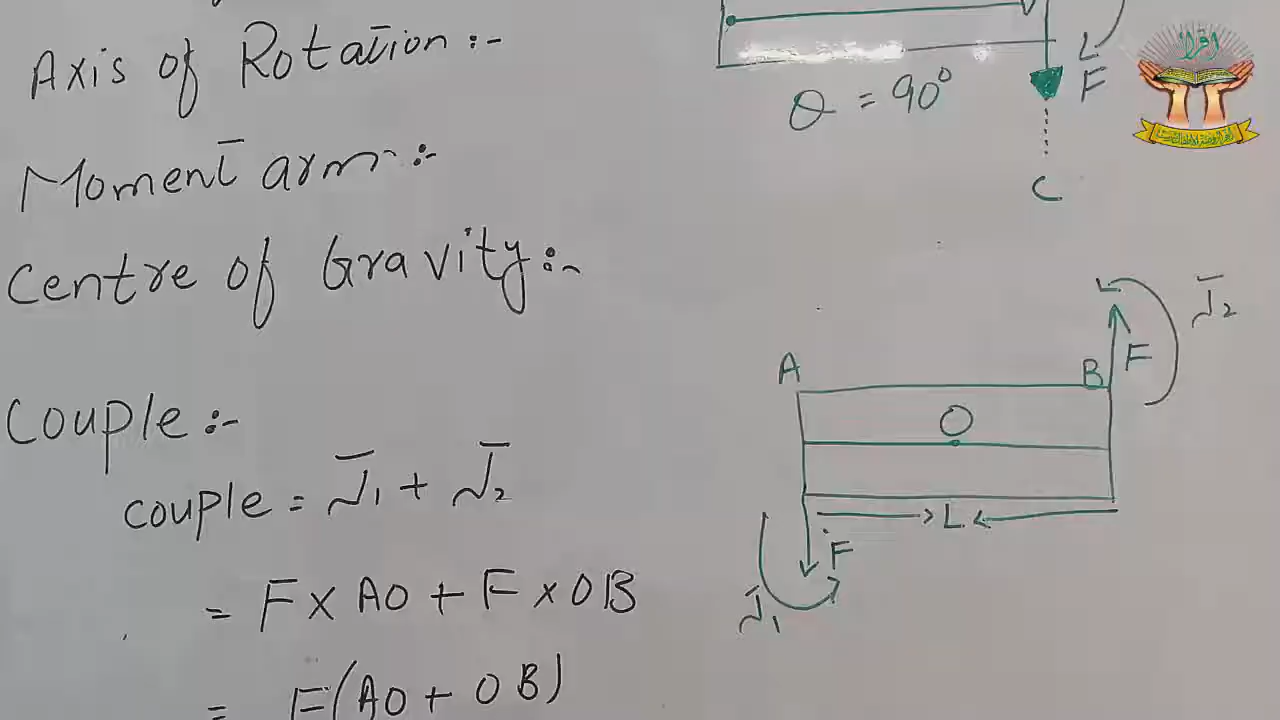 Axis of Rotation :-
Moment arm :-
Centre of Gravity :-
Couple :-
couple = τ₁ + τ₂
= F × AO + F × OB
= F(AO + OB)
F
θ = 90°
C
τ₂
A
B
F
O
L
F
τ₁
اقرأ